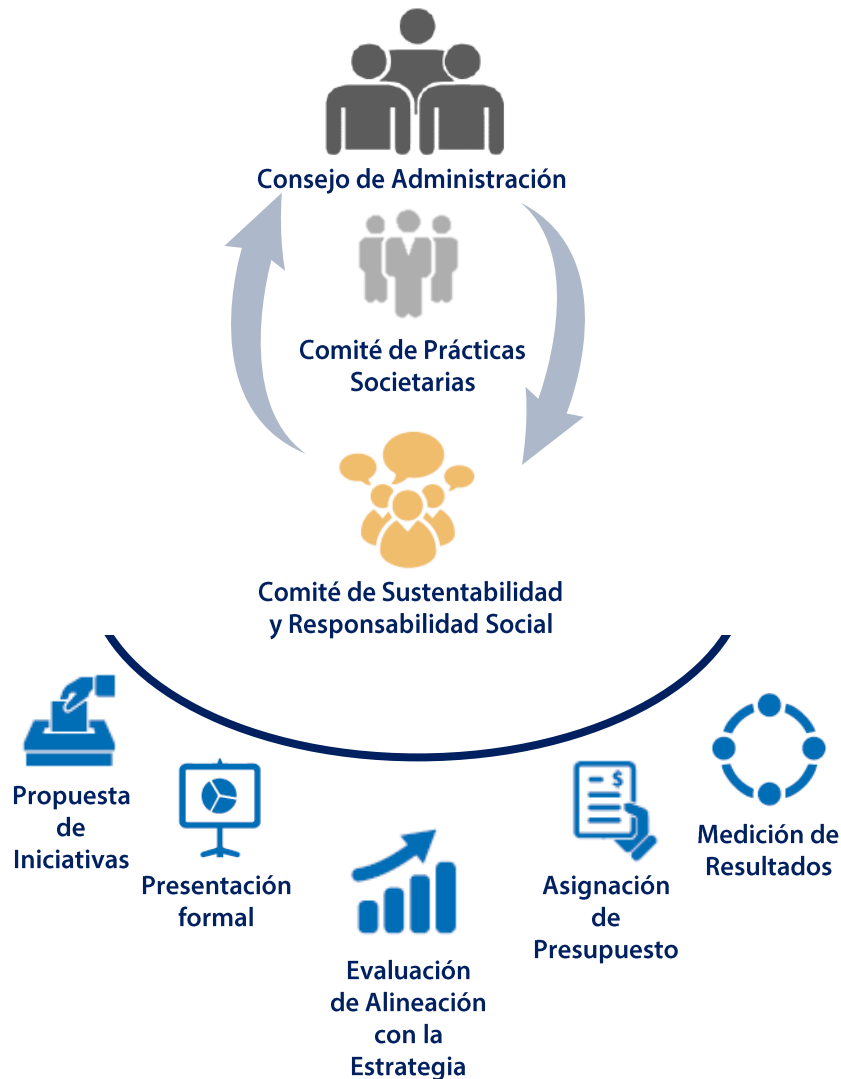 Consejo de Administración
Comité de Prácticas
Societarias
Comité de Sustentabilidad
y Responsabilidad Social
Propuesta
de
Iniciativas
Presentación
formal
Evaluación
de Alineación
con la
Estrategia
$
Asignación
de
Presupuesto
Medición de
Resultados